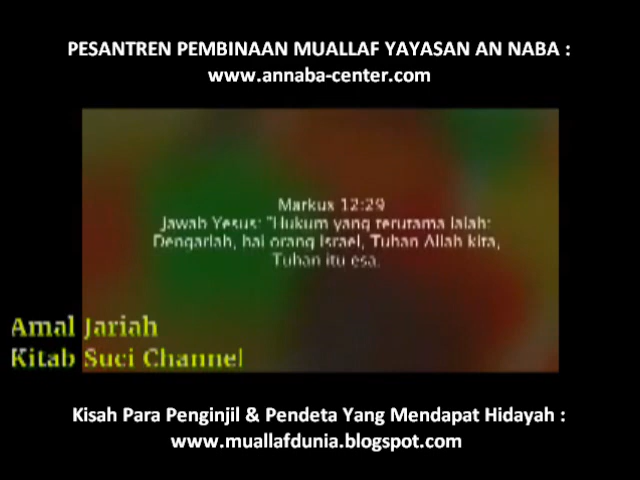 PESANTREN PEMBINAAN MUALLAF YAYASAN AN NABA :
www.annaba-center.com
Markus 12:29
Jawab Yesus: "Hukum yang terutama ialah:
Dengarlah, hai orang Israel, Tuhan Allah kita,
Tuhan itu esa.
Amal Jariah
Kitab Suci Channel
Kisah Para Penginjil & Pendeta Yang Mendapat Hidayah :
www.muallafdunia.blogspot.com